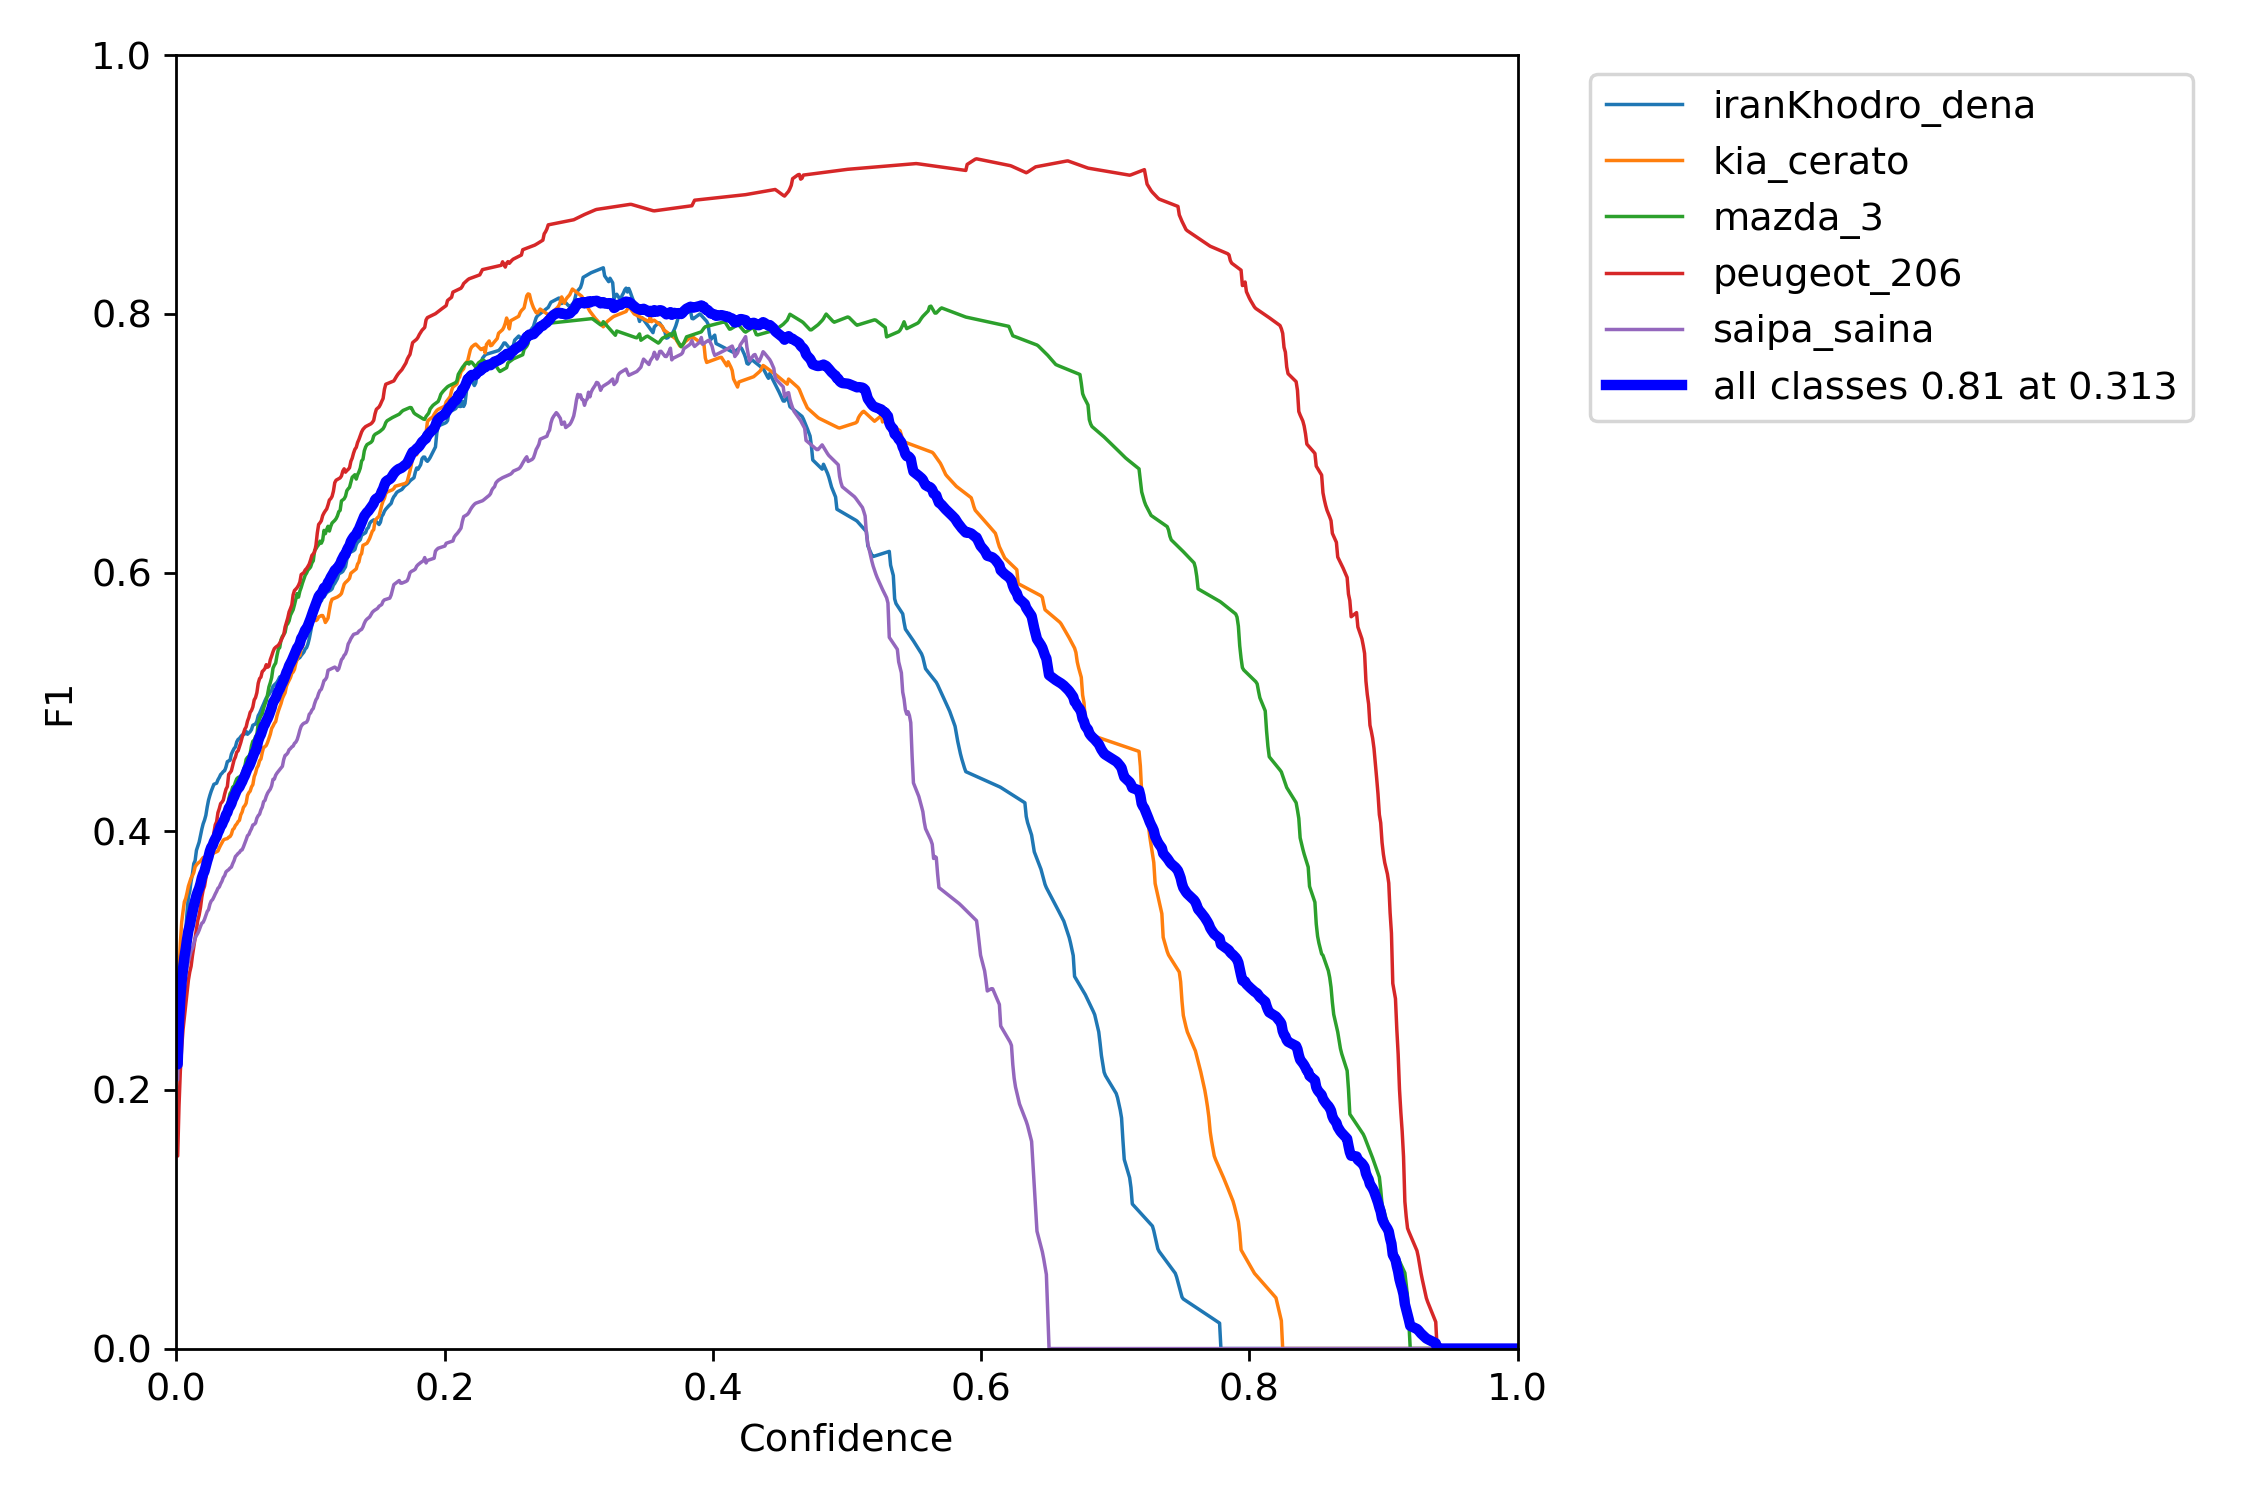 1.0
0.8
0.6
0.4
0.2
0.0
F1
0.0 0.2 0.4 0.6 0.8 1.0
Confidence
iranKhodro_dena
kia_cerato
mazda_3
peugeot_206
saipa_saina
all classes 0.81 at 0.313